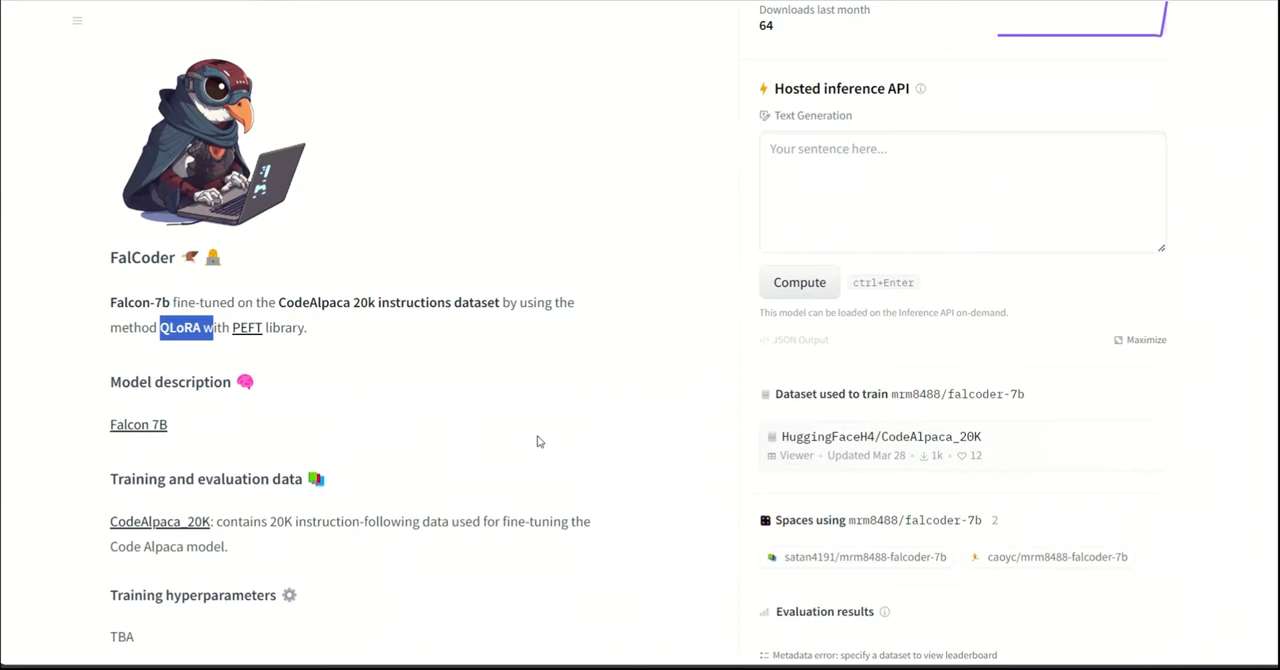 FalCoder
Falcon-7b fine-tuned on the CodeAlpaca 20k instructions dataset by using the
method QLoRA with PEFT library.
Model description
Falcon 7B
Training and evaluation data
CodeAlpaca_20K: contains 20K instruction-following data used for fine-tuning the
Code Alpaca model.
Training hyperparameters
TBA
Downloads last month
64
Hosted inference API
Text Generation
Your sentence here...
Compute ctrl+Enter
This model can be loaded on the Inference API on-demand.
JSON Output Maximize
Dataset used to train mrm8488/falcoder-7b
HuggingFaceH4/CodeAlpaca_20K
Viewer • Updated Mar 28 • 1k • 12
Spaces using mrm8488/falcoder-7b 2
satan4191/mrm8488-falcoder-7b caoyc/mrm8488-falcoder-7b
Evaluation results
Metadata error: specify a dataset to view leaderboard